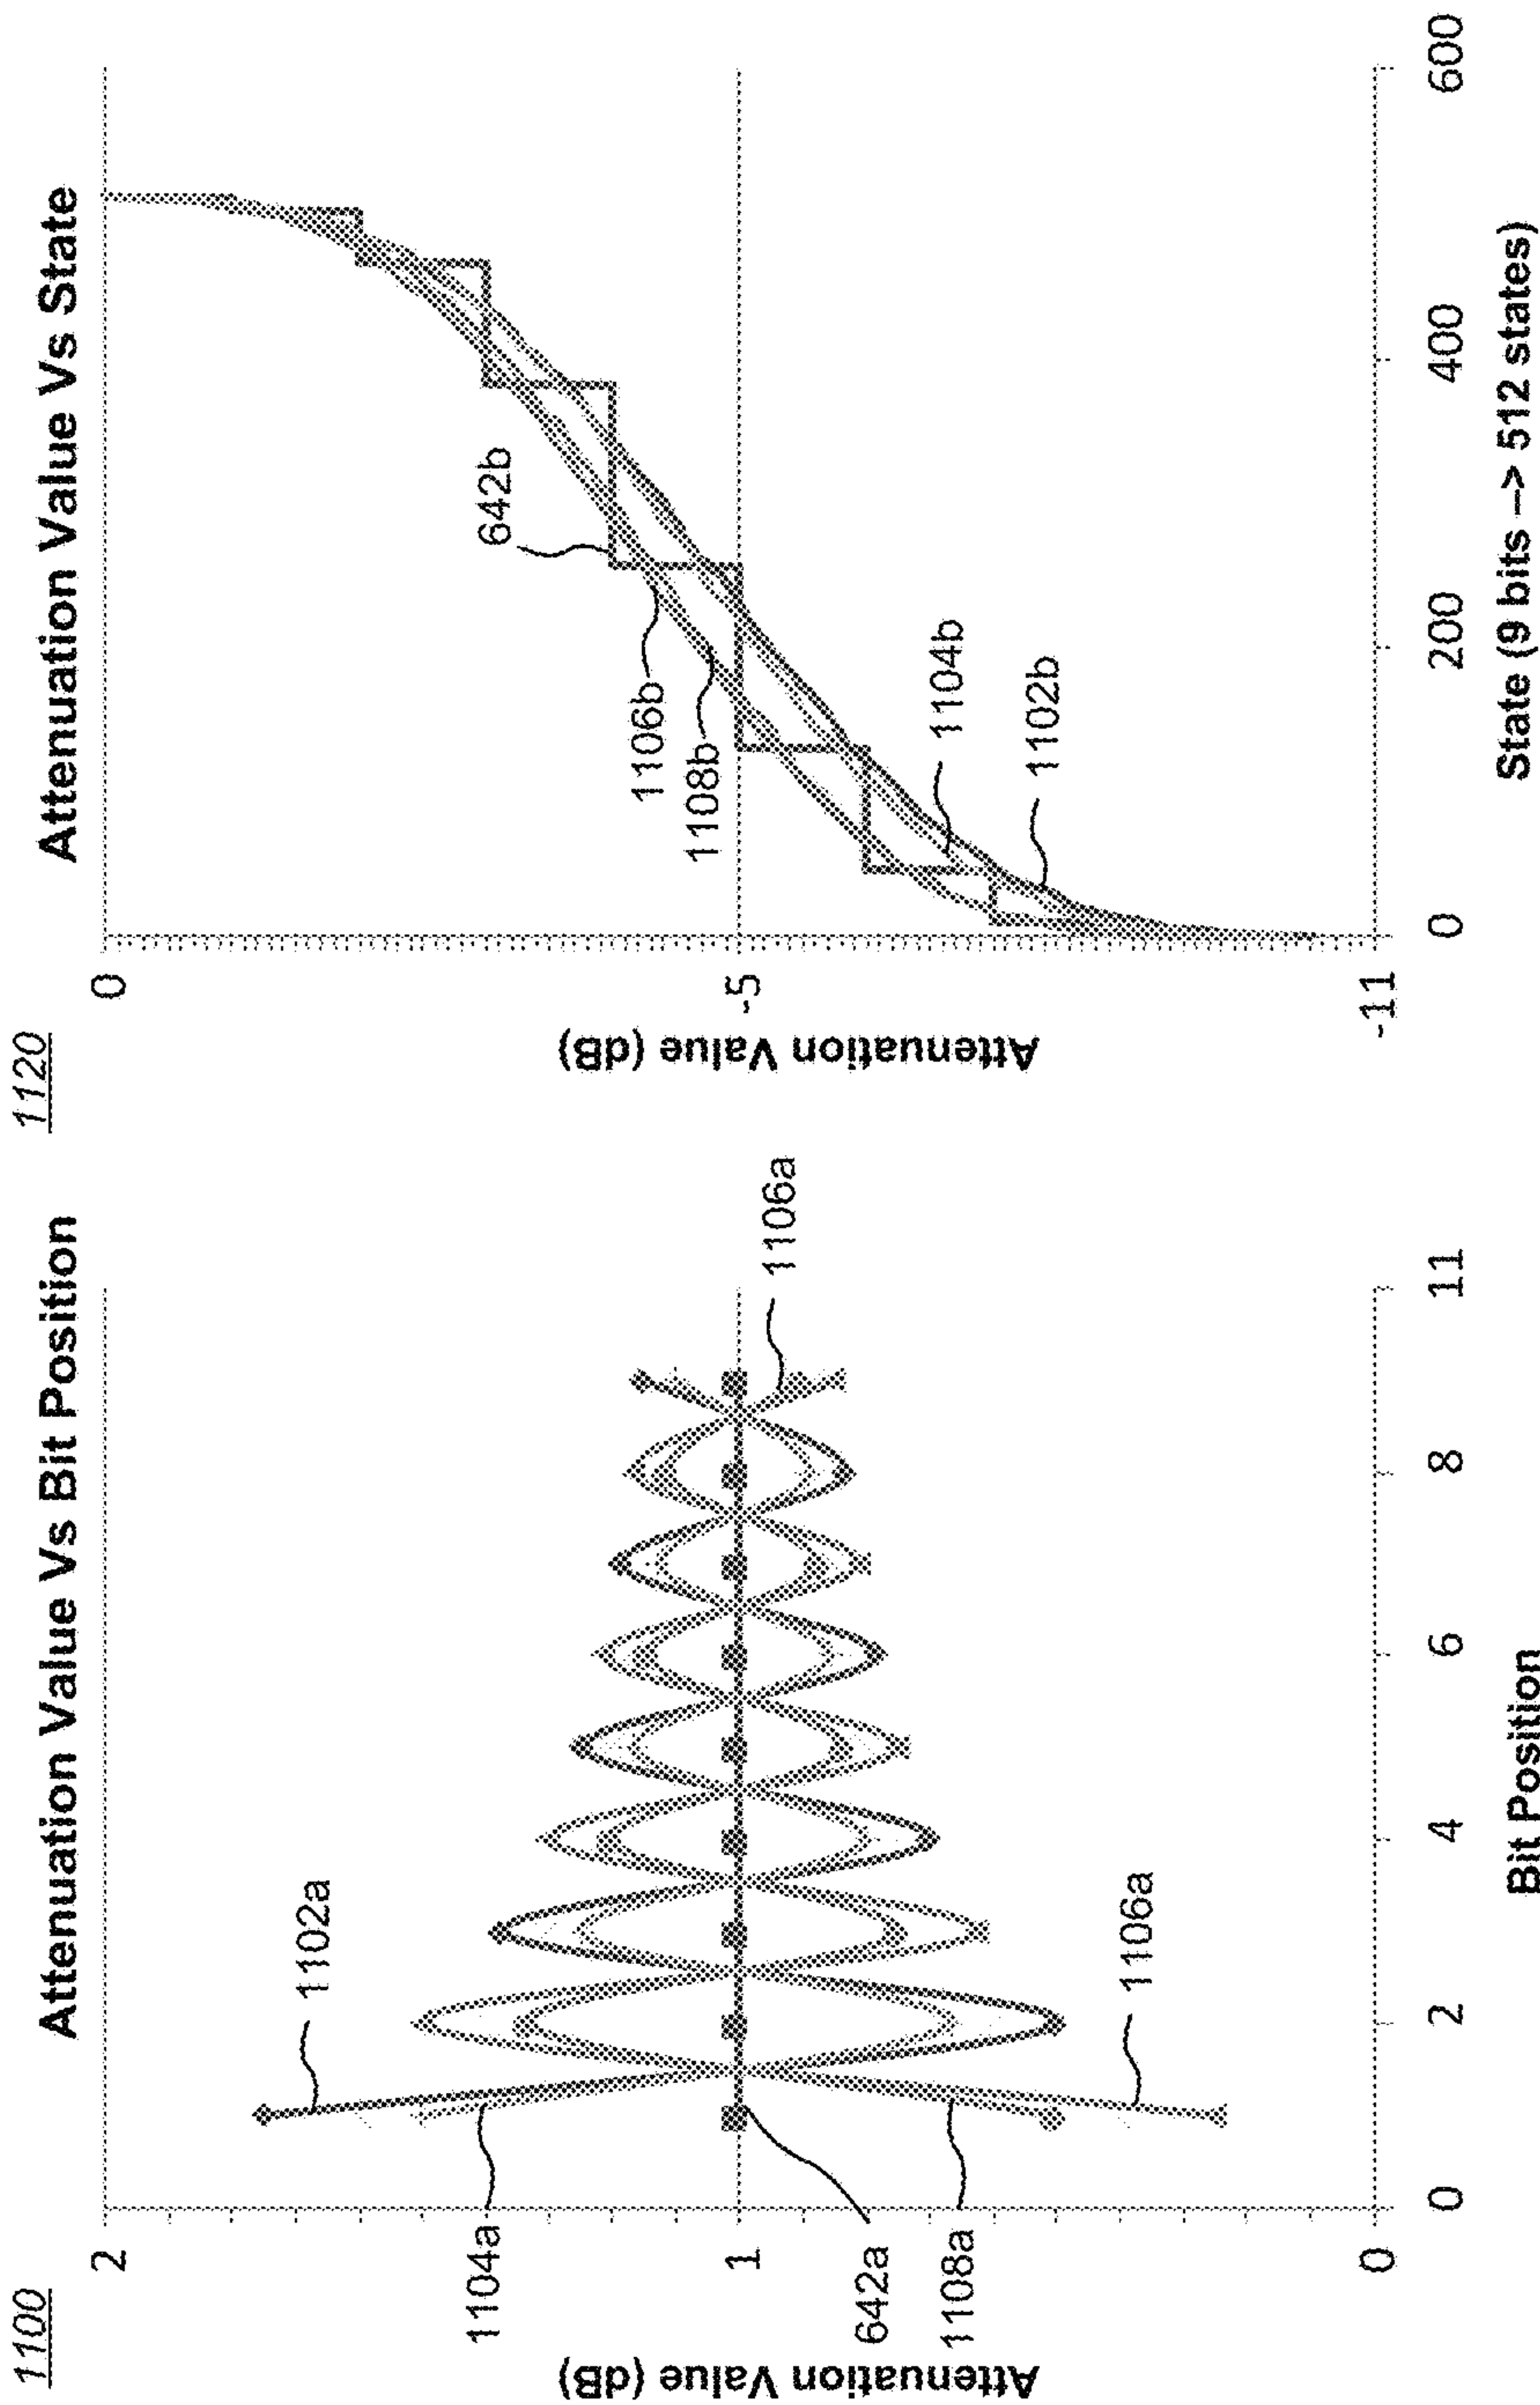 1100
Attenuation Value Vs Bit Position
2
1
0
Attenuation Value (dB)
1102a
1104a
642a
1108a
1106a
1106a
0
2
4
6
8
11
Bit Position
1120
Attenuation Value Vs State
0
-5
-11
Attenuation Value (dB)
642b
1106b
1108b
1104b
1102b
0
200
400
600
State (9 bits --> 512 states)